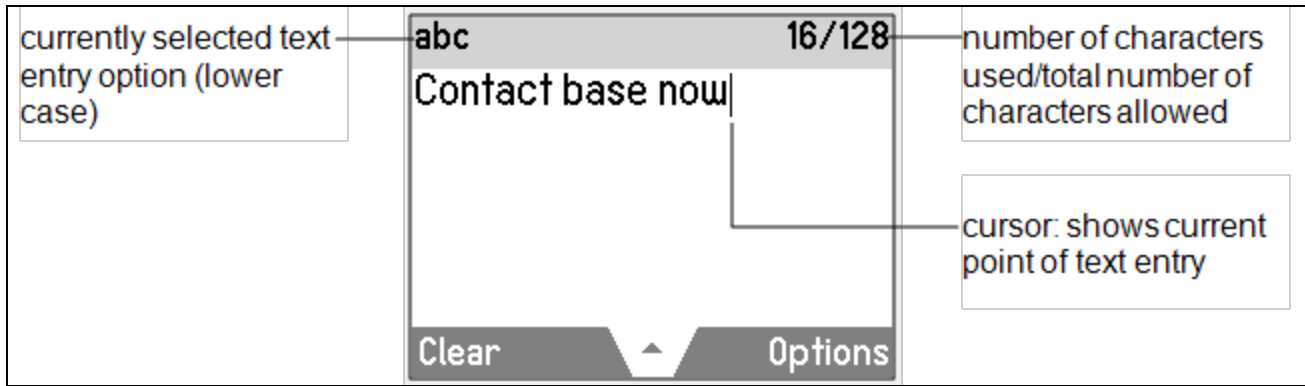 currently selected text
entry option (lower
case)
abc 16/128
Contact base now
Clear Options
number of characters
used/total number of
characters allowed
cursor: shows current
point of text entry